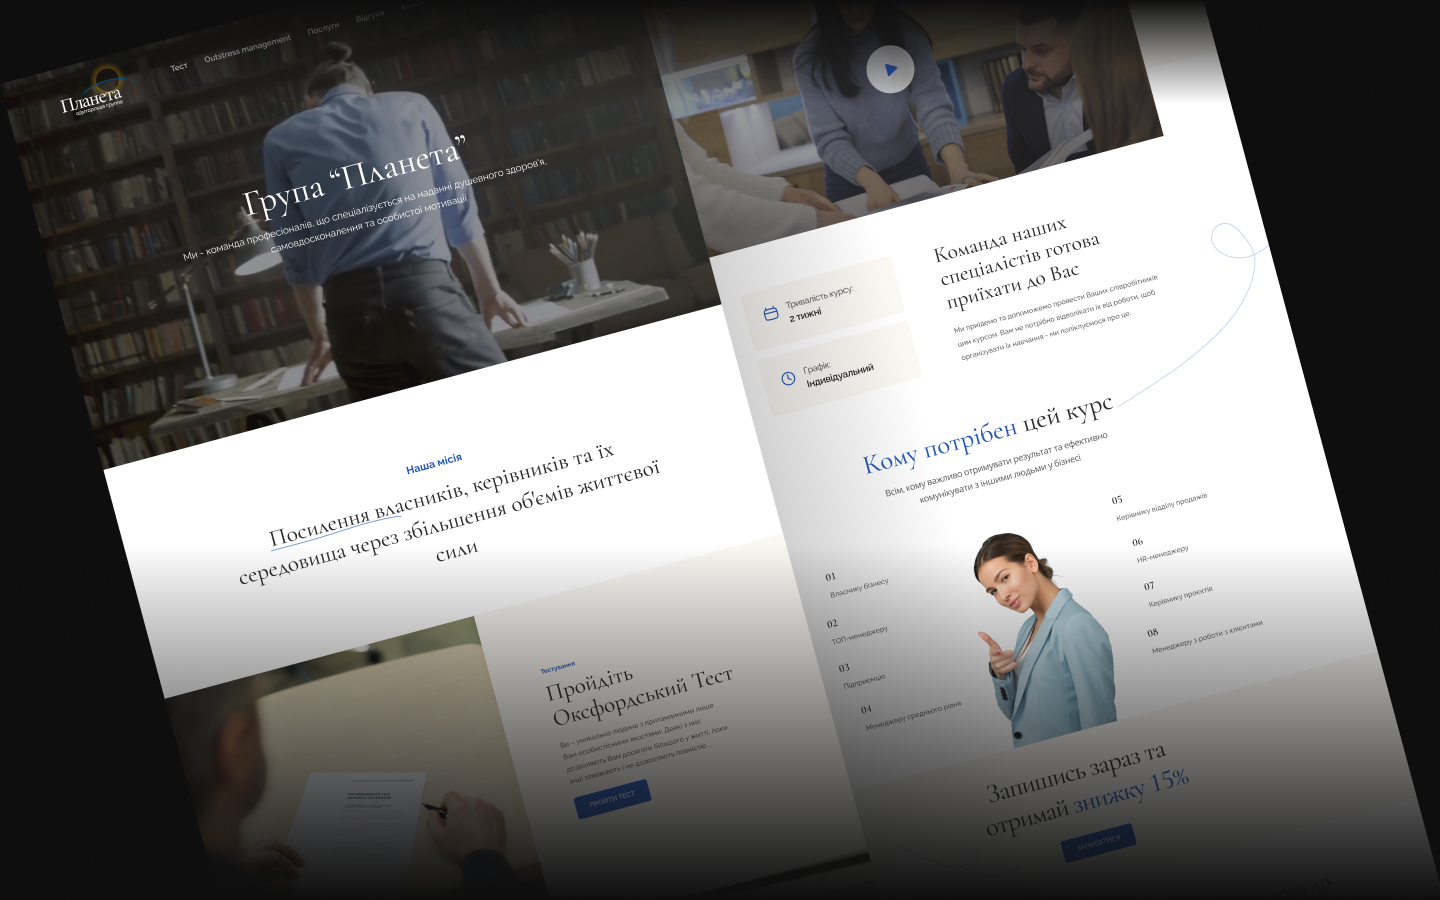 Тест
Outstress management
Послуги
Відгуки
Планета
авторская группа
Група “Планета”
Ми - команда професіоналів, що спеціалізується на наданні душевного здоров'я,
самовдосконалення та особистої мотивації
Наша місія
Посилення власників, керівників та їх
середовища через збільшення об'ємів життєвої
сили
Тестування
Пройдіть
Оксфордський Тест
Ви - унікальна людина з притаманними лише
Вам особистісними якостями. Деякі з них
дозволяють Вам досягати більшого у житті, поки
інші заважають і не дозволяють повністю ..
ПРОЙТИ ТЕСТ
Тривалість курсу:
2 тижні
Графік:
Індивідуальний
Команда наших
спеціалістів готова
приїхати до Вас
Ми приїдемо та допоможемо провести Ваших співробітників
цим курсом. Вам не потрібно відволікати їх від роботи, щоб
організувати їх навчання - ми попіклуємося про це.
Кому потрібен цей курс
Всім, кому важливо отримувати результат та ефективно
комунікувати з іншими людьми у бізнесі
01
Власнику бізнесу
02
ТОП-менеджеру
03
Підприємцю
04
Менеджеру середнього рівня
05
Керівнику відділу продажів
06
HR-менеджеру
07
Керівнику проєктів
08
Менеджеру з роботи з клієнтами
Запишись зараз та
отримай знижку 15%
ЗАПИСАТИСЯ